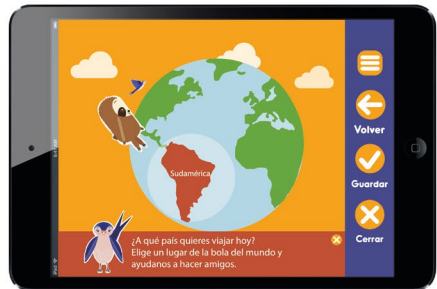 Sudamérica
Volver
Guardar
Cerrar
¿A qué país quieres viajar hoy?
Elige un lugar de la bola del mundo y
ayudanos a hacer amigos.